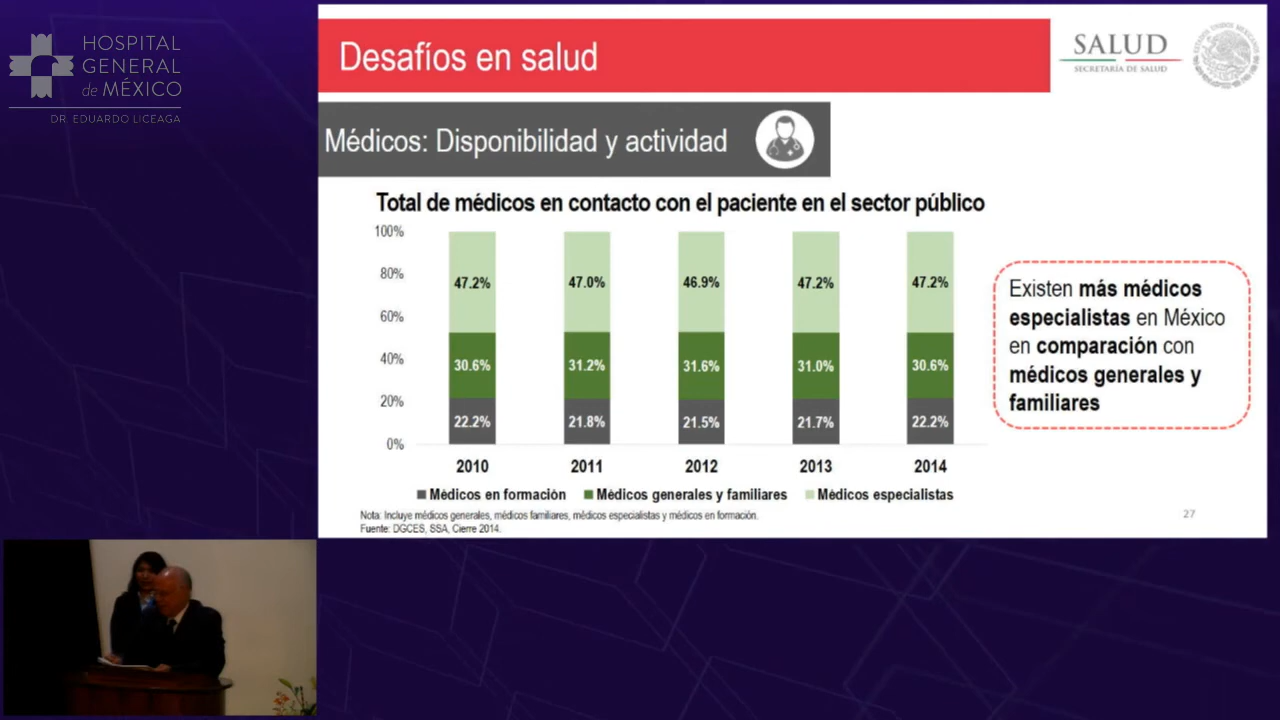 HOSPITAL
GENERAL
de MÉXICO
DR. EDUARDO LICEAGA
Desafíos en salud
SALUD
SECRETARÍA DE SALUD
Médicos: Disponibilidad y actividad
Total de médicos en contacto con el paciente en el sector público
100%
80%
60%
40%
20%
0%
47.2% 47.0% 46.9% 47.2% 47.2%
30.6% 31.2% 31.6% 31.0% 30.6%
22.2% 21.8% 21.5% 21.7% 22.2%
2010 2011 2012 2013 2014
Médicos en formación Médicos generales y familiares Médicos especialistas
Nota: Incluye médicos generales, médicos familiares, médicos especialistas y médicos en formación.
Fuente: DGCES, SSA, Cierre 2014.
Existen más médicos
especialistas en México
en comparación con
médicos generales y
familiares
27